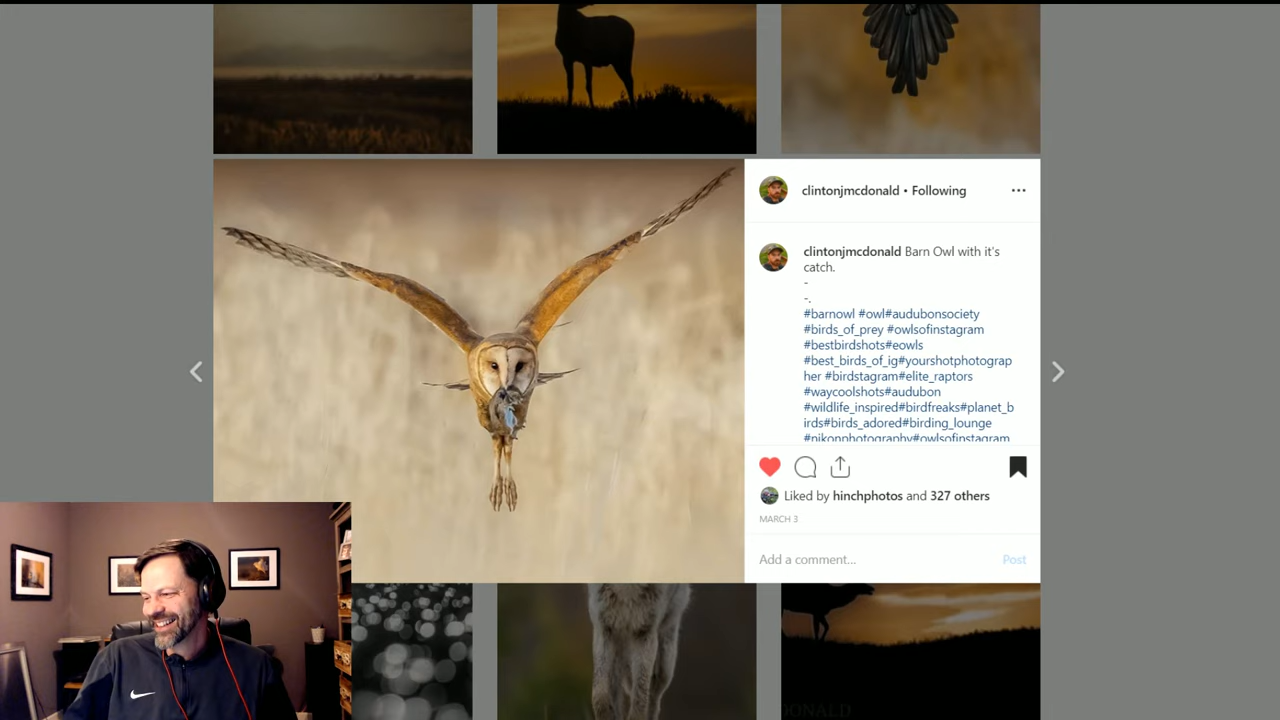 clintonjmcdonald • Following
clintonjmcdonald Barn Owl with it's
catch.
-
-.
#barnowl #owl#audubonsociety
#birds_of_prey #owlsofinstagram
#bestbirdshots#eowls
#best_birds_of_ig#yourshotphotograp
her #birdstagram#elite_raptors
#waycoolshots#audubon
#wildlife_inspired#birdfreaks#planet_b
irds#birds_adored#birding_lounge
#nikonphotography#owlsofinstagram
Liked by hinchphotos and 327 others
MARCH 3
Add a comment... Post